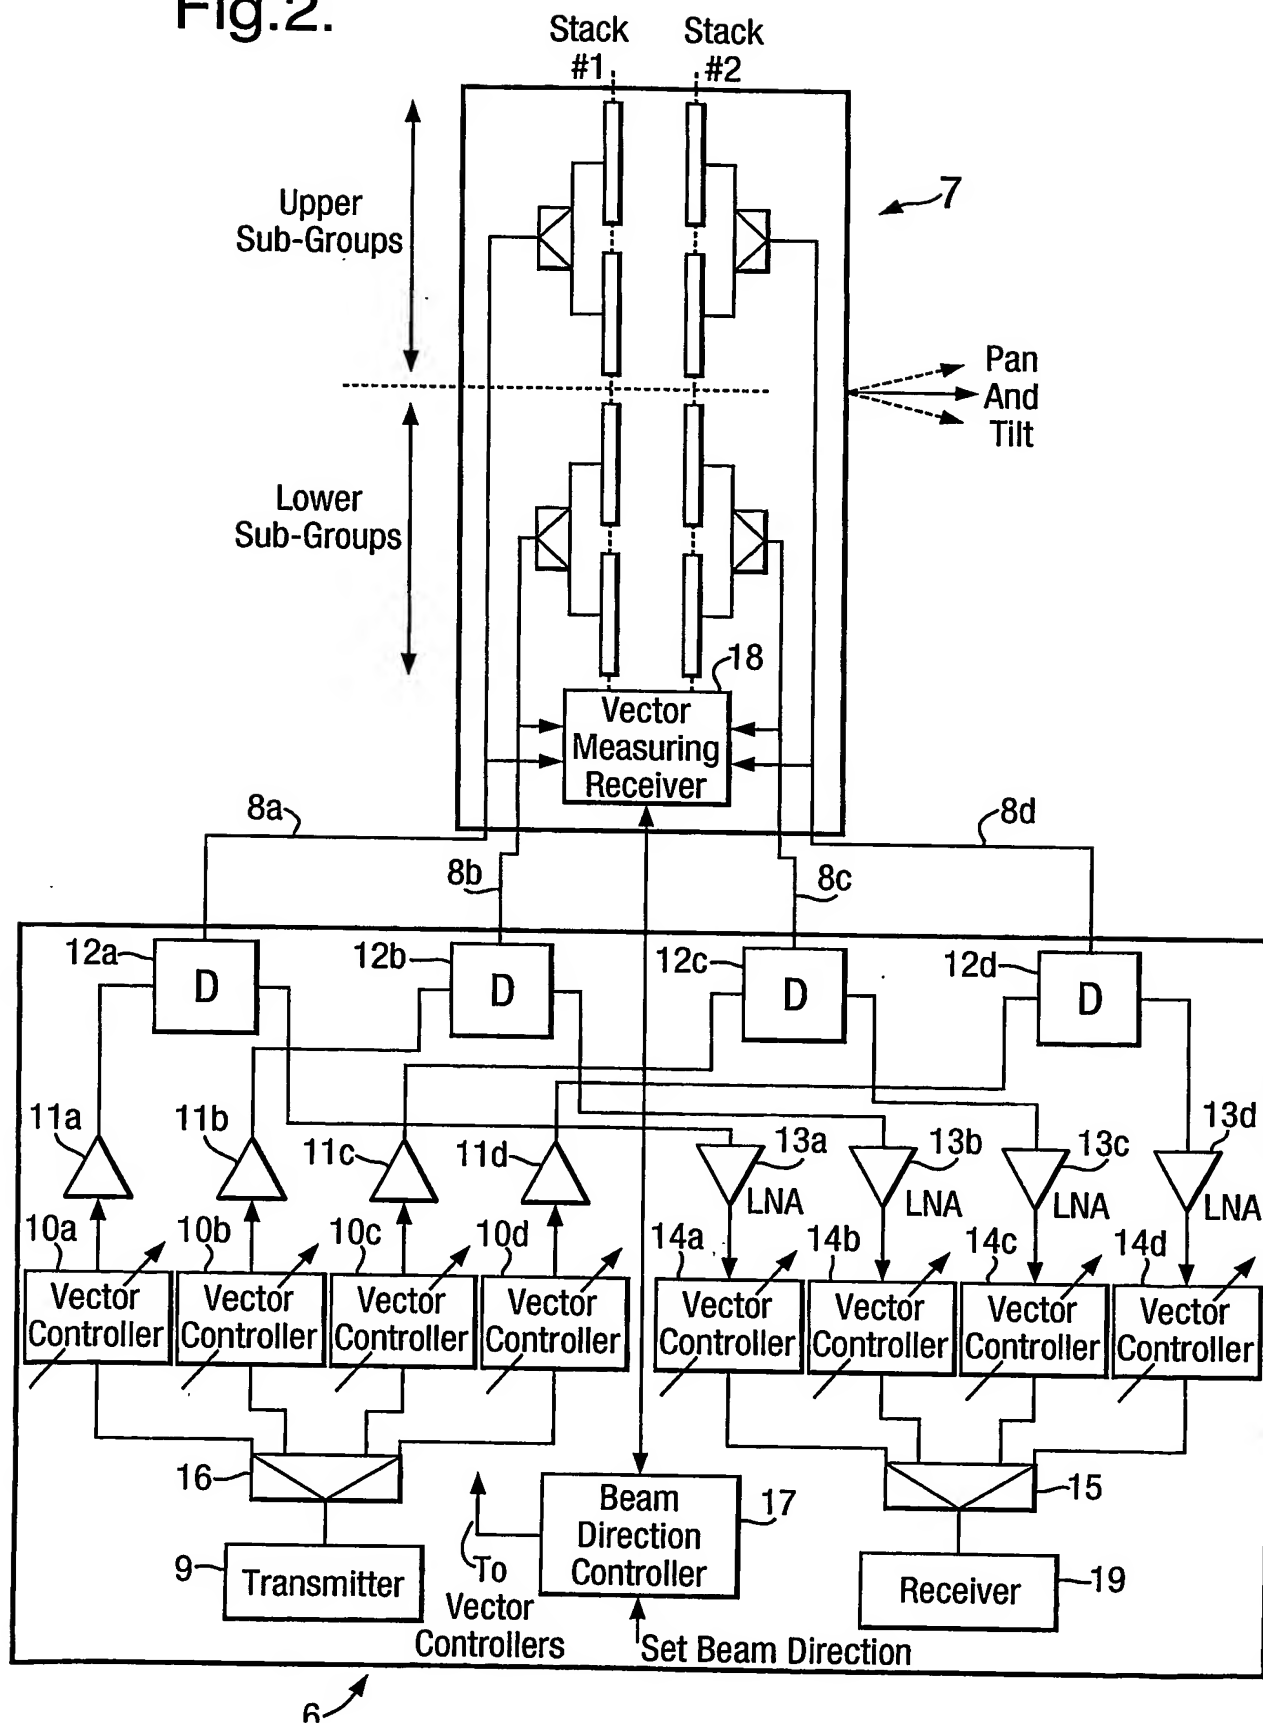 Fig.2.
Stack
#1
Stack
#2
Upper
Sub-Groups
7
Pan
And
Tilt
Lower
Sub-Groups
18
Vector
Measuring
Receiver
8a
8d
8b
8c
12a
D
12b
D
12c
D
12d
D
11a
11b
11c
11d
13a
13b
13c
13d
LNA
LNA
LNA
LNA
10a
10b
10c
10d
14a
14b
14c
14d
Vector
Controller
Vector
Controller
Vector
Controller
Vector
Controller
Vector
Controller
Vector
Controller
Vector
Controller
Vector
Controller
16
15
Beam
Direction
Controller
17
9
Transmitter
To
Vector
Controllers
Receiver
19
Set Beam Direction
6